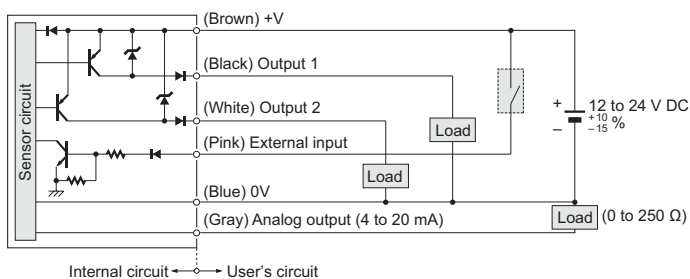 (Brown) +V
(Black) Output 1
(White) Output 2
(Pink) External input
(Blue) 0V
(Gray) Analog output (4 to 20 mA)
Sensor circuit
Load
Load
+
−
12 to 24 V DC
+10
−15 %
Load (0 to 250 Ω)
Internal circuit User's circuit